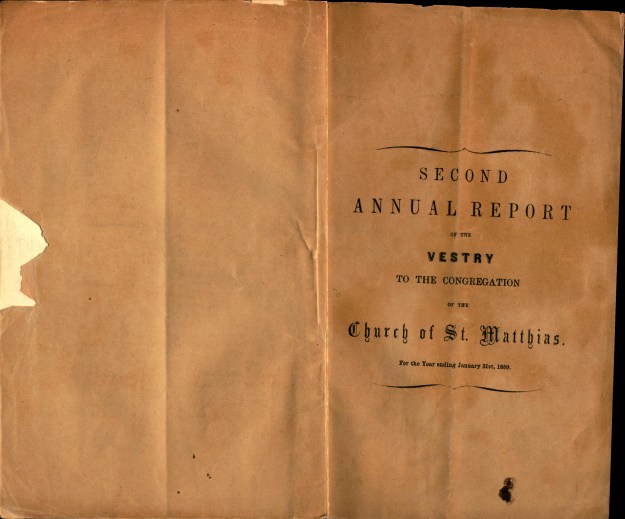 SECOND
ANNUAL REPORT
OF THE
VESTRY
TO THE CONGREGATION
OF THE
Church of St. Matthias.
For the Year ending January 31st, 1889.